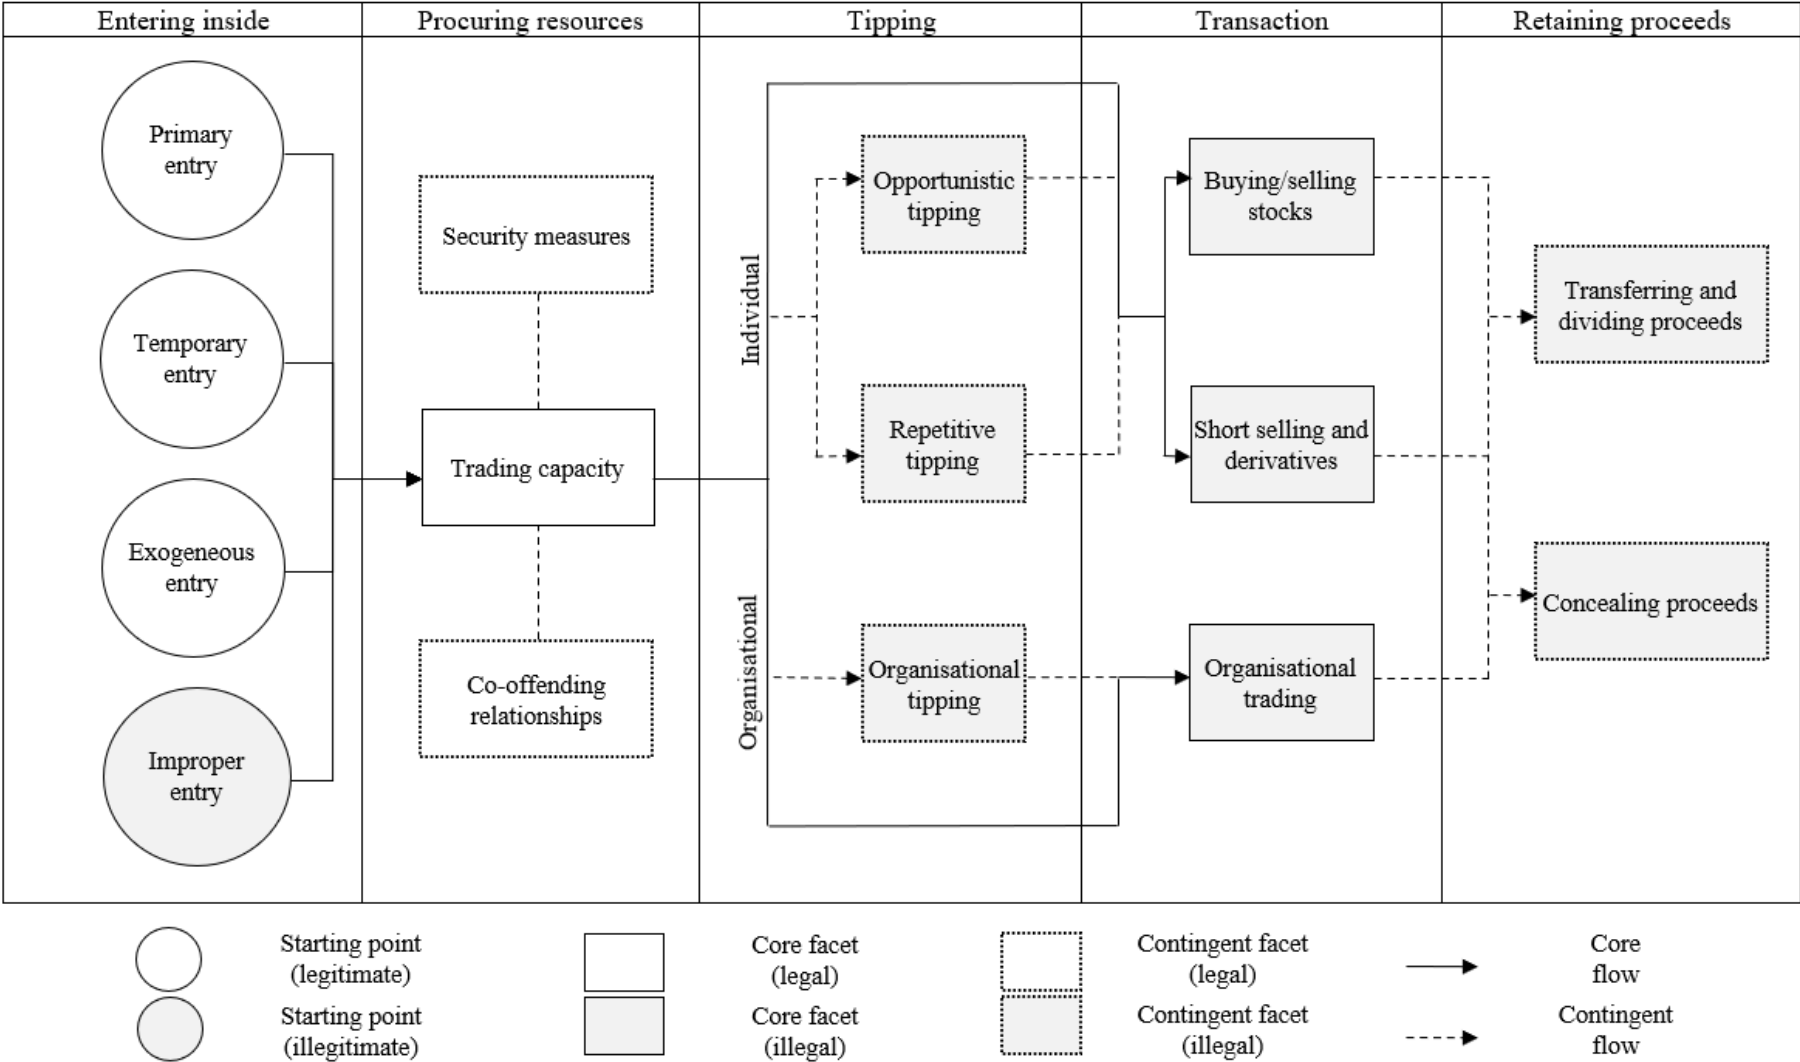 Entering inside
Procuring resources
Tipping
Transaction
Retaining proceeds
Primary
entry
Temporary
entry
Exogeneous
entry
Improper
entry
Security measures
Trading capacity
Co-offending
relationships
Individual
Organisational
Opportunistic
tipping
Repetitive
tipping
Organisational
tipping
Buying/selling
stocks
Short selling and
derivatives
Organisational
trading
Transferring and
dividing proceeds
Concealing proceeds
Starting point
(legitimate)
Core facet
(legal)
Contingent facet
(legal)
Core
flow
Starting point
(illegitimate)
Core facet
(illegal)
Contingent facet
(illegal)
Contingent
flow